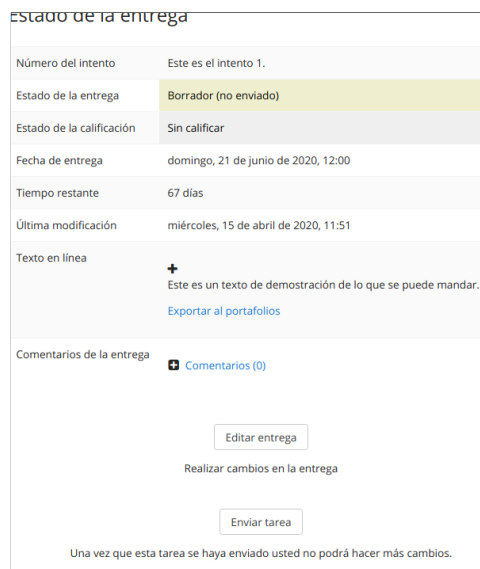 Estado de la entrega
Número del intento Este es el intento 1.
Estado de la entrega Borrador (no enviado)
Estado de la calificación Sin calificar
Fecha de entrega domingo, 21 de junio de 2020, 12:00
Tiempo restante 67 días
Última modificación miércoles, 15 de abril de 2020, 11:51
Texto en línea
Este es un texto de demostración de lo que se puede mandar.
Exportar al portafolios
Comentarios de la entrega Comentarios (0)
Editar entrega
Realizar cambios en la entrega
Enviar tarea
Una vez que esta tarea se haya enviado usted no podrá hacer más cambios.